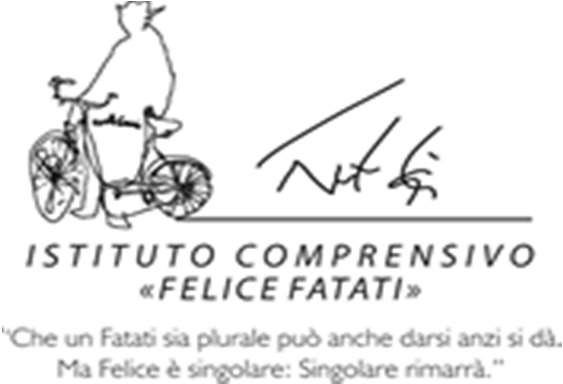 ISTITUTO COMPRENSIVO
«FELICE FATATI»
"Che un Fatati sia plurale può anche darsi anzi si dà.
Ma Felice è singolare: Singolare rimarrà."